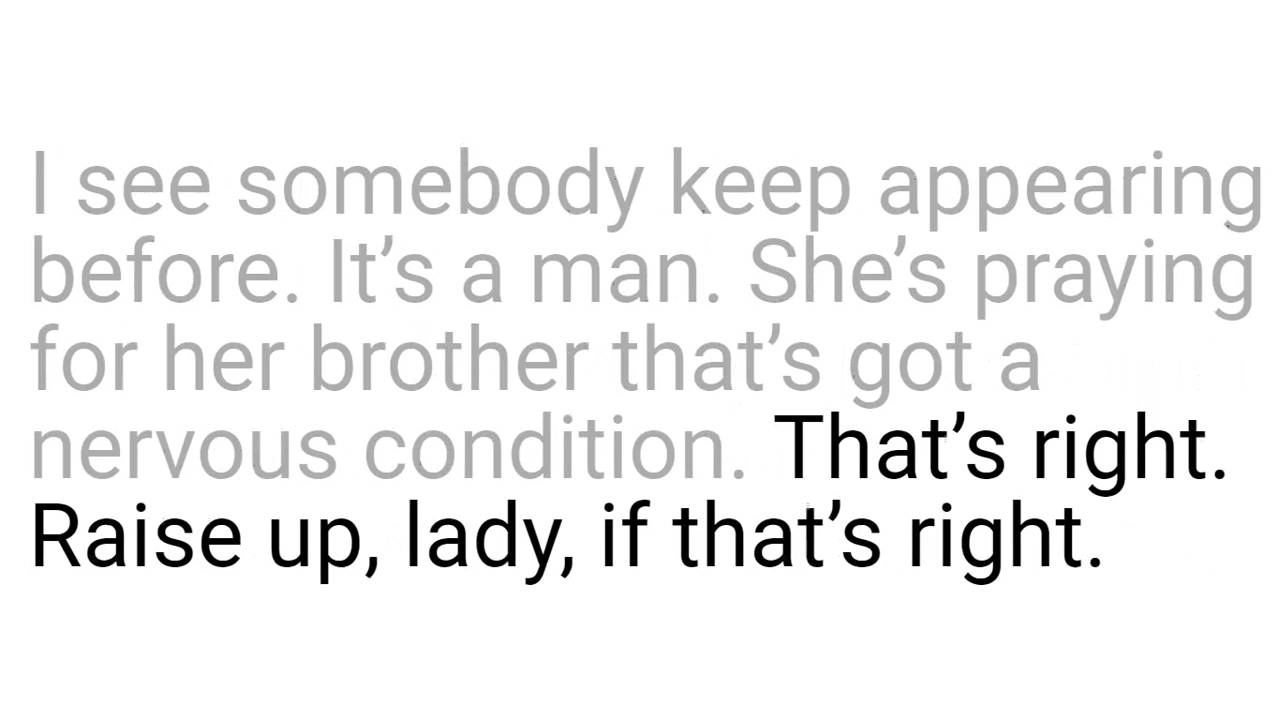 I see somebody keep appearing
before. It’s a man. She’s praying
for her brother that’s got a
nervous condition. That’s right.
Raise up, lady, if that’s right.